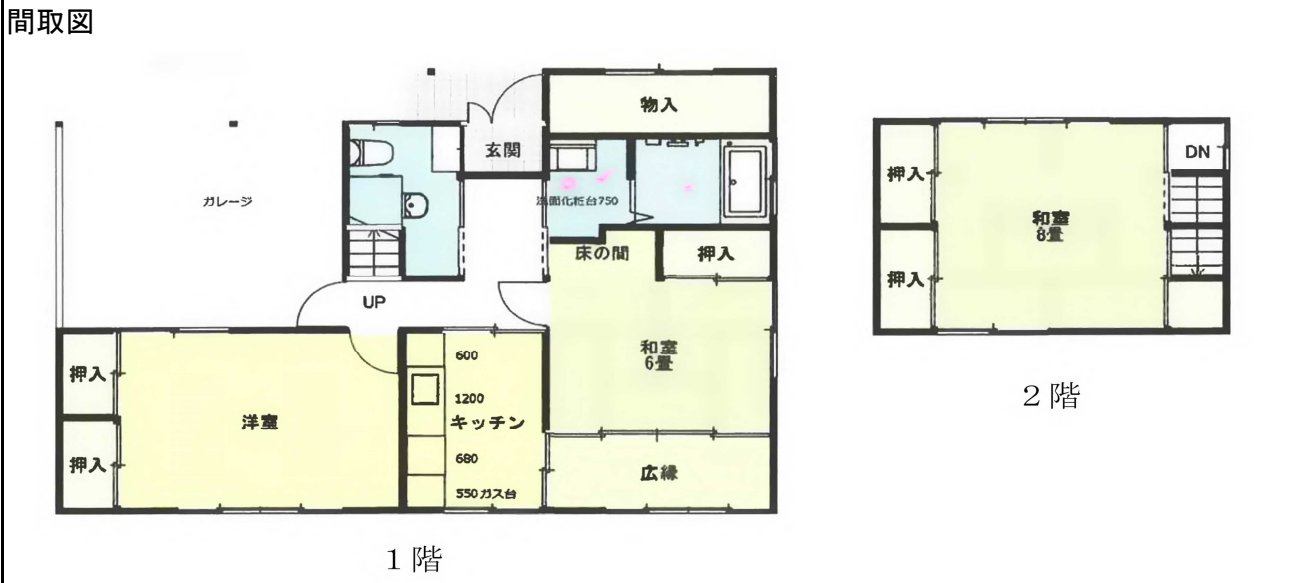 間取図
物入
玄関
ガレージ
洗面化粧台750
床の間
押入
UP
和室
6畳
押入
洋室
押入
600
1200
キッチン
680
550 ガス台
広縁
1階
押入
和室
8畳
DN
押入
2階